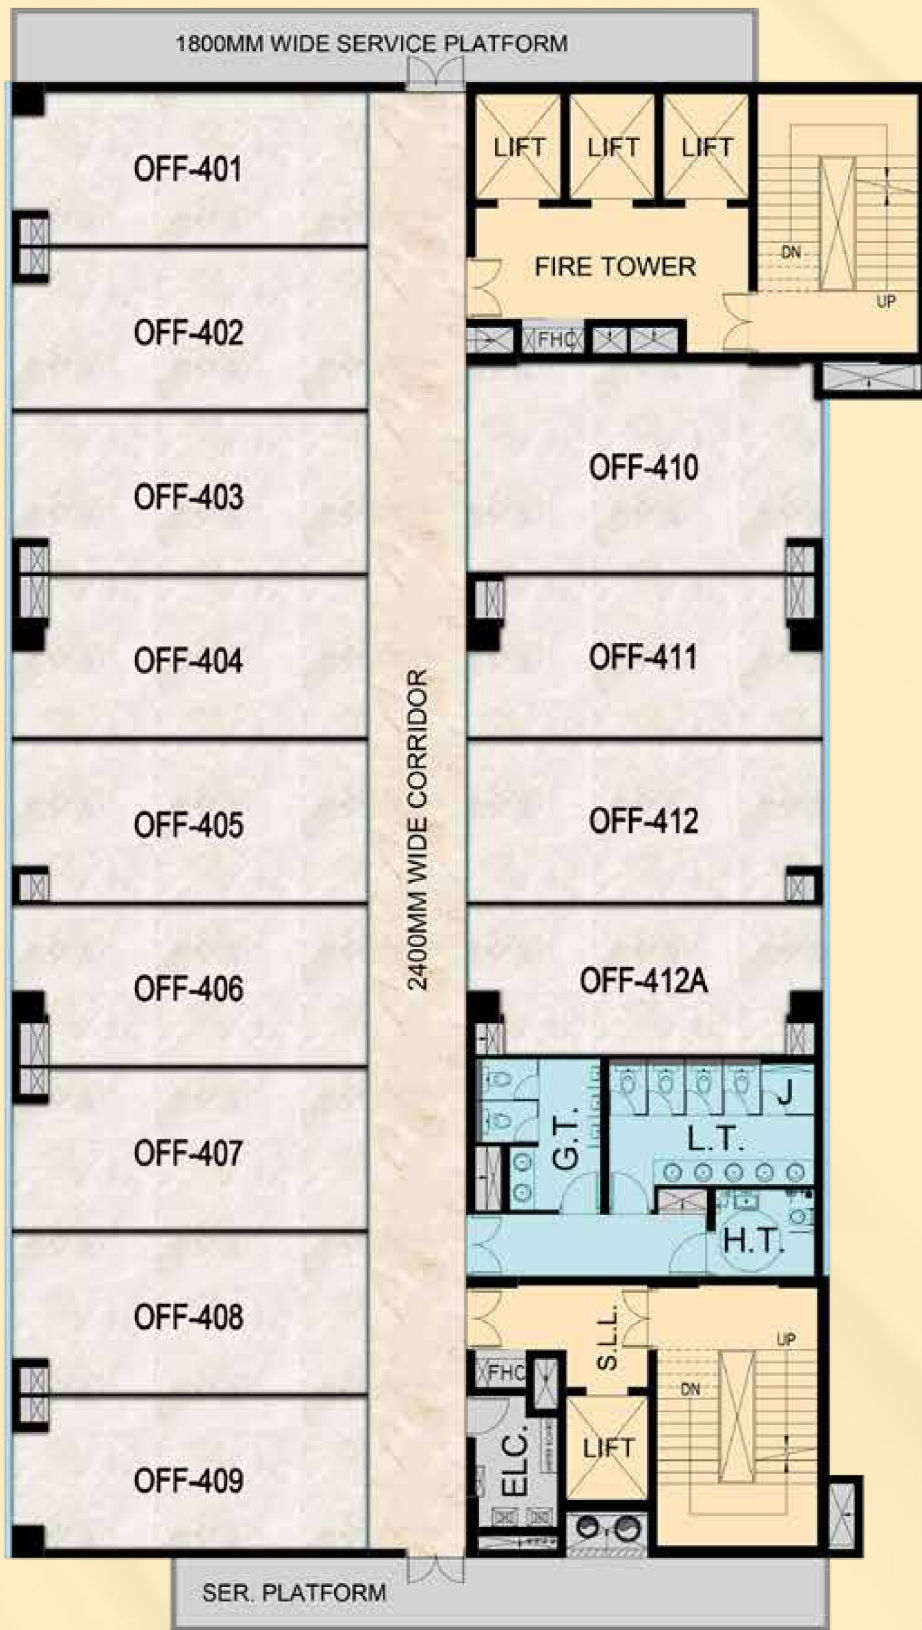 1800MM WIDE SERVICE PLATFORM
OFF-401
LIFT
LIFT
LIFT
DN
UP
FIRE TOWER
FHC
OFF-402
OFF-403
OFF-410
OFF-404
OFF-411
2400MM WIDE CORRIDOR
OFF-405
OFF-412
OFF-406
OFF-412A
OFF-407
G.T.
L.T.
J
H.T.
OFF-408
S.L.L.
UP
DN
FHC
LIFT
ELC.
OFF-409
SER. PLATFORM